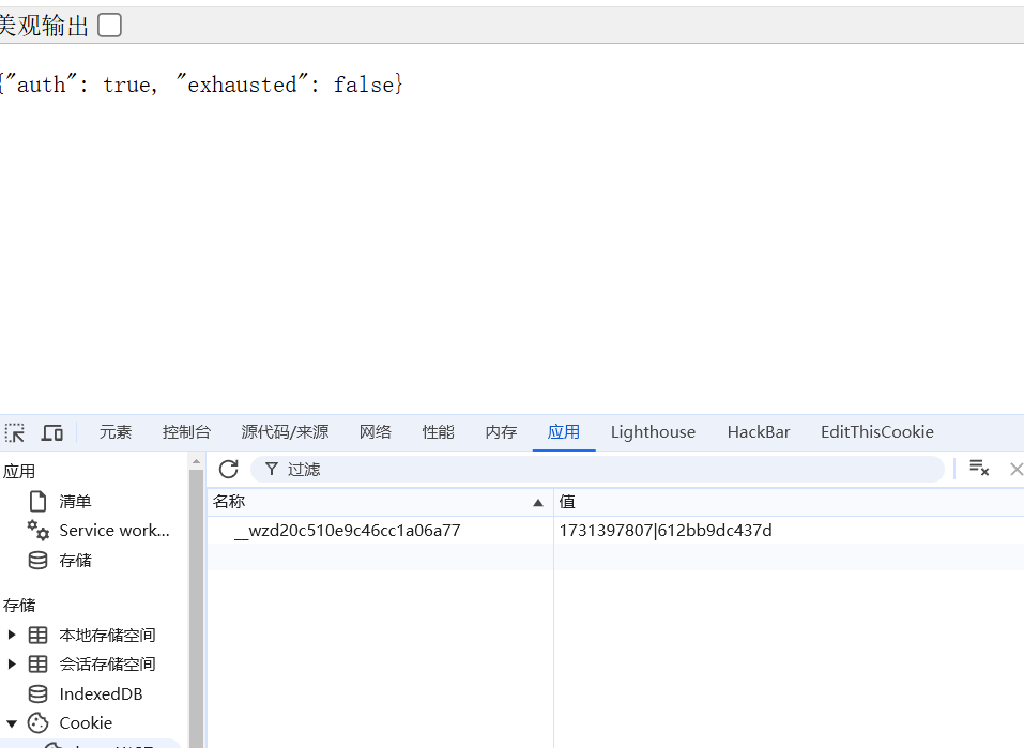 美观输出
{"auth": true, "exhausted": false}
元素 控制台 源代码/来源 网络 性能 内存 应用 Lighthouse HackBar EditThisCookie
应用
过滤
清单
名称 值
Service work...
__wzd20c510e9c46cc1a06a77 1731397807|612bb9dc437d
存储
存储
本地存储空间
会话存储空间
IndexedDB
Cookie